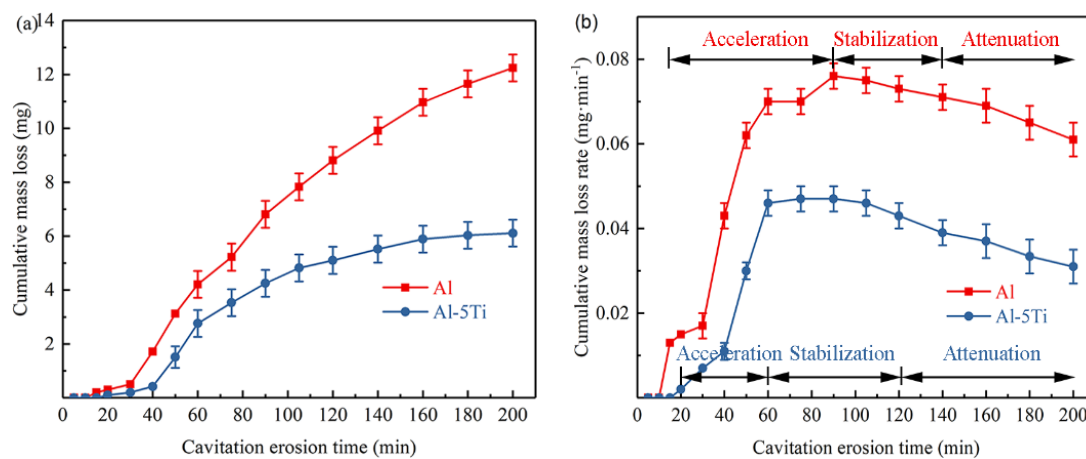 (a)
14
12
10
8
6
4
2
0 20 40 60 80 100 120 140 160 180 200
Cumulative mass loss (mg)
Cavitation erosion time (min)
Al
Al-5Ti
(b)
0.08
0.06
0.04
0.02
0.00
0 20 40 60 80 100 120 140 160 180 200
Cumulative mass loss rate (mg·min⁻¹)
Cavitation erosion time (min)
Acceleration Stabilization Attenuation
Al
Al-5Ti
Acceleration Stabilization Attenuation